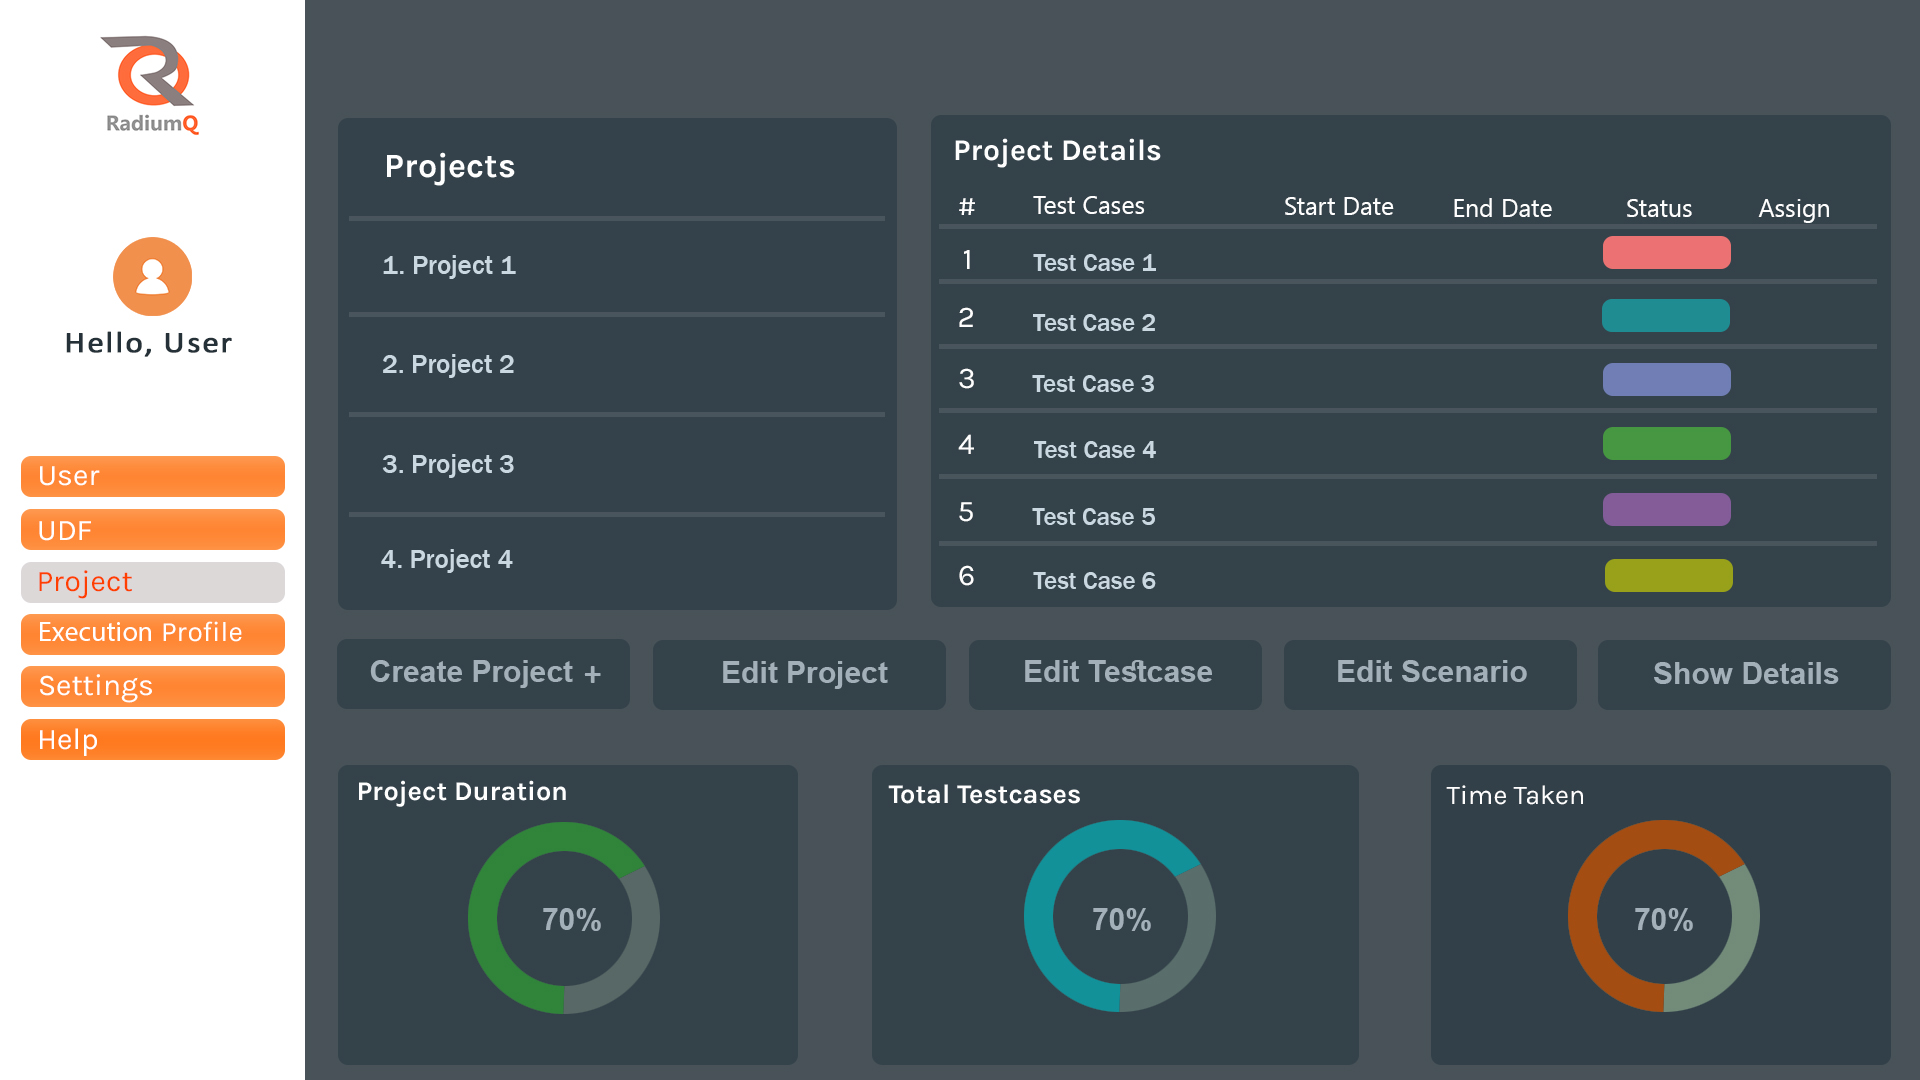 RadiumQ
Hello, User
User
UDF
Project
Execution Profile
Settings
Help
Projects
1. Project 1
2. Project 2
3. Project 3
4. Project 4
Project Details
# Test Cases Start Date End Date Status Assign
1 Test Case 1
2 Test Case 2
3 Test Case 3
4 Test Case 4
5 Test Case 5
6 Test Case 6
Create Project +
Edit Project
Edit Testcase
Edit Scenario
Show Details
Project Duration
70%
Total Testcases
70%
Time Taken
70%